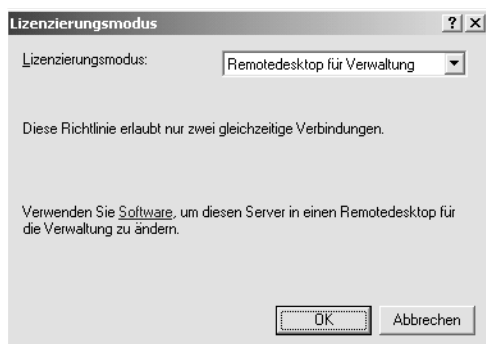 Lizenzierungsmodus
Lizenzierungsmodus: Remotedesktop für Verwaltung
Diese Richtlinie erlaubt nur zwei gleichzeitige Verbindungen.
Verwenden Sie Software, um diesen Server in einen Remotedesktop für
die Verwaltung zu ändern.
OK Abbrechen